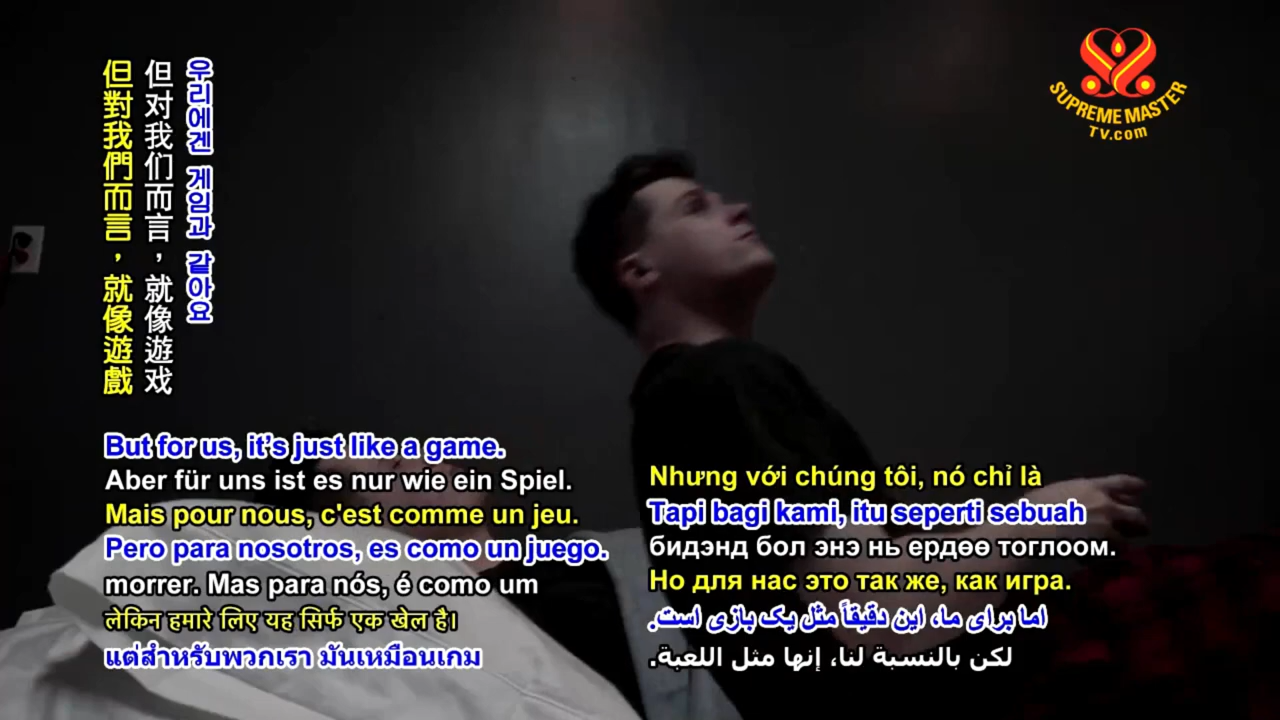 但對我們而言，就像遊戲
但对我们而言，就像遊戏
우리에겐 게임과 같아요
SUPREME MASTER
TV.com
But for us, it's just like a game.
Aber für uns ist es nur wie ein Spiel.
Mais pour nous, c'est comme un jeu.
Pero para nosotros, es como un juego.
morrer. Mas para nós, é como um
लेकिन हमारे लिए यह सिर्फ एक खेल है।
แต่สำหรับพวกเรา มันเหมือนเกม
Nhưng với chúng tôi, nó chỉ là
Tapi bagi kami, itu seperti sebuah
бидэнд бол энэ нь ердөө тоглоом.
Но для нас это так же, как игра.
اما برای ما، این دقیقاً مثل یک بازی است.
لكن بالنسبة لنا، إنها مثل اللعبة.